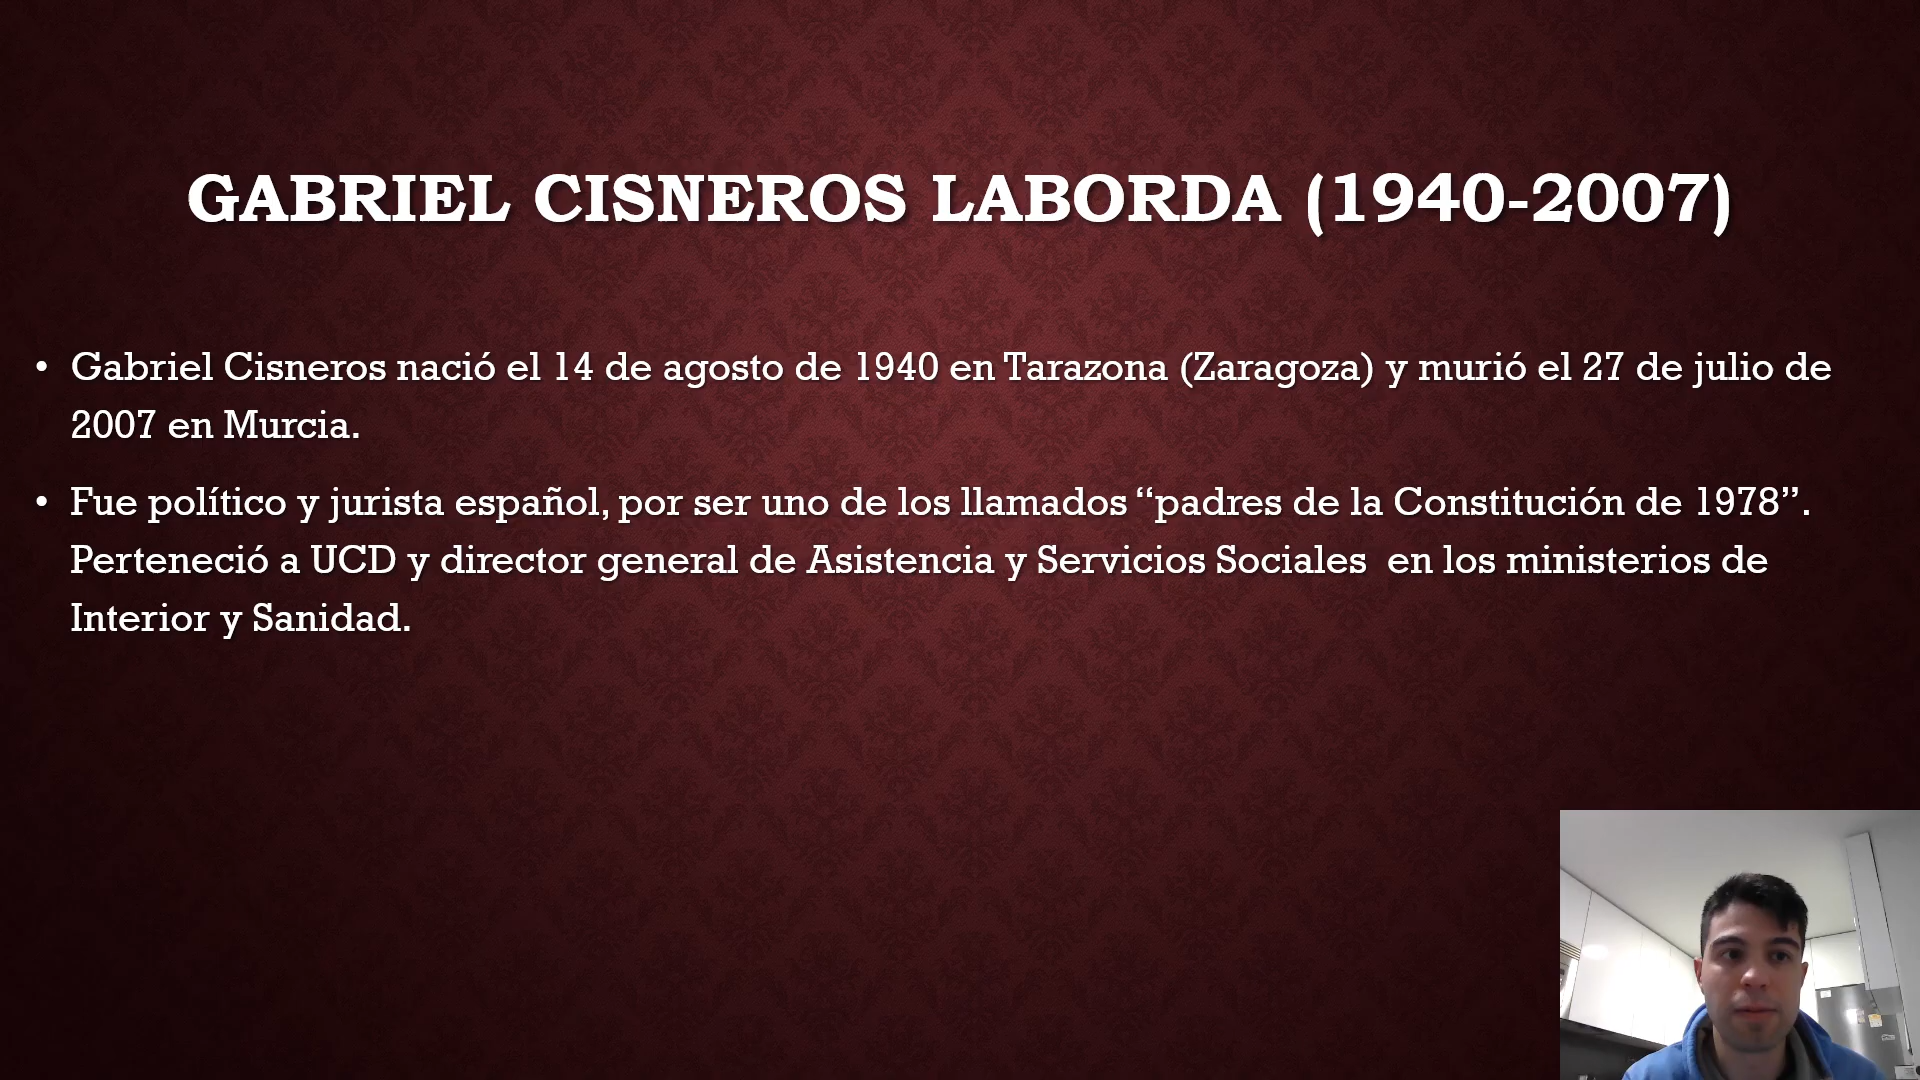 GABRIEL CISNEROS LABORDA (1940-2007)
• Gabriel Cisneros nació el 14 de agosto de 1940 en Tarazona (Zaragoza) y murió el 27 de julio de
2007 en Murcia.
• Fue político y jurista español, por ser uno de los llamados “padres de la Constitución de 1978”.
Perteneció a UCD y director general de Asistencia y Servicios Sociales  en los ministerios de
Interior y Sanidad.